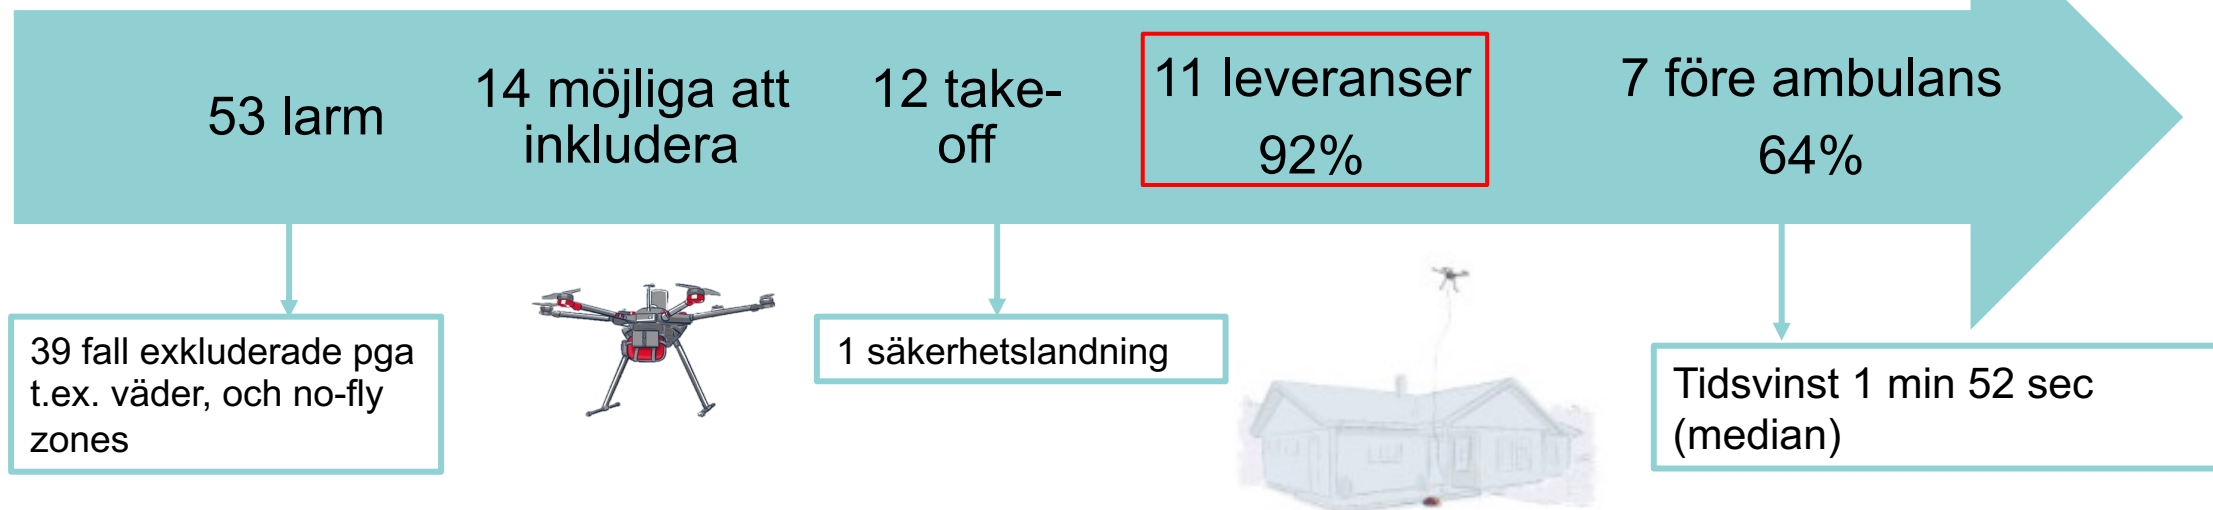 53 larm
14 möjliga att
inkludera
12 take-
off
11 leveranser
92%
7 före ambulans
64%
39 fall exkluderade pga
t.ex. väder, och no-fly
zones
1 säkerhetslandning
Tidsvinst 1 min 52 sec
(median)